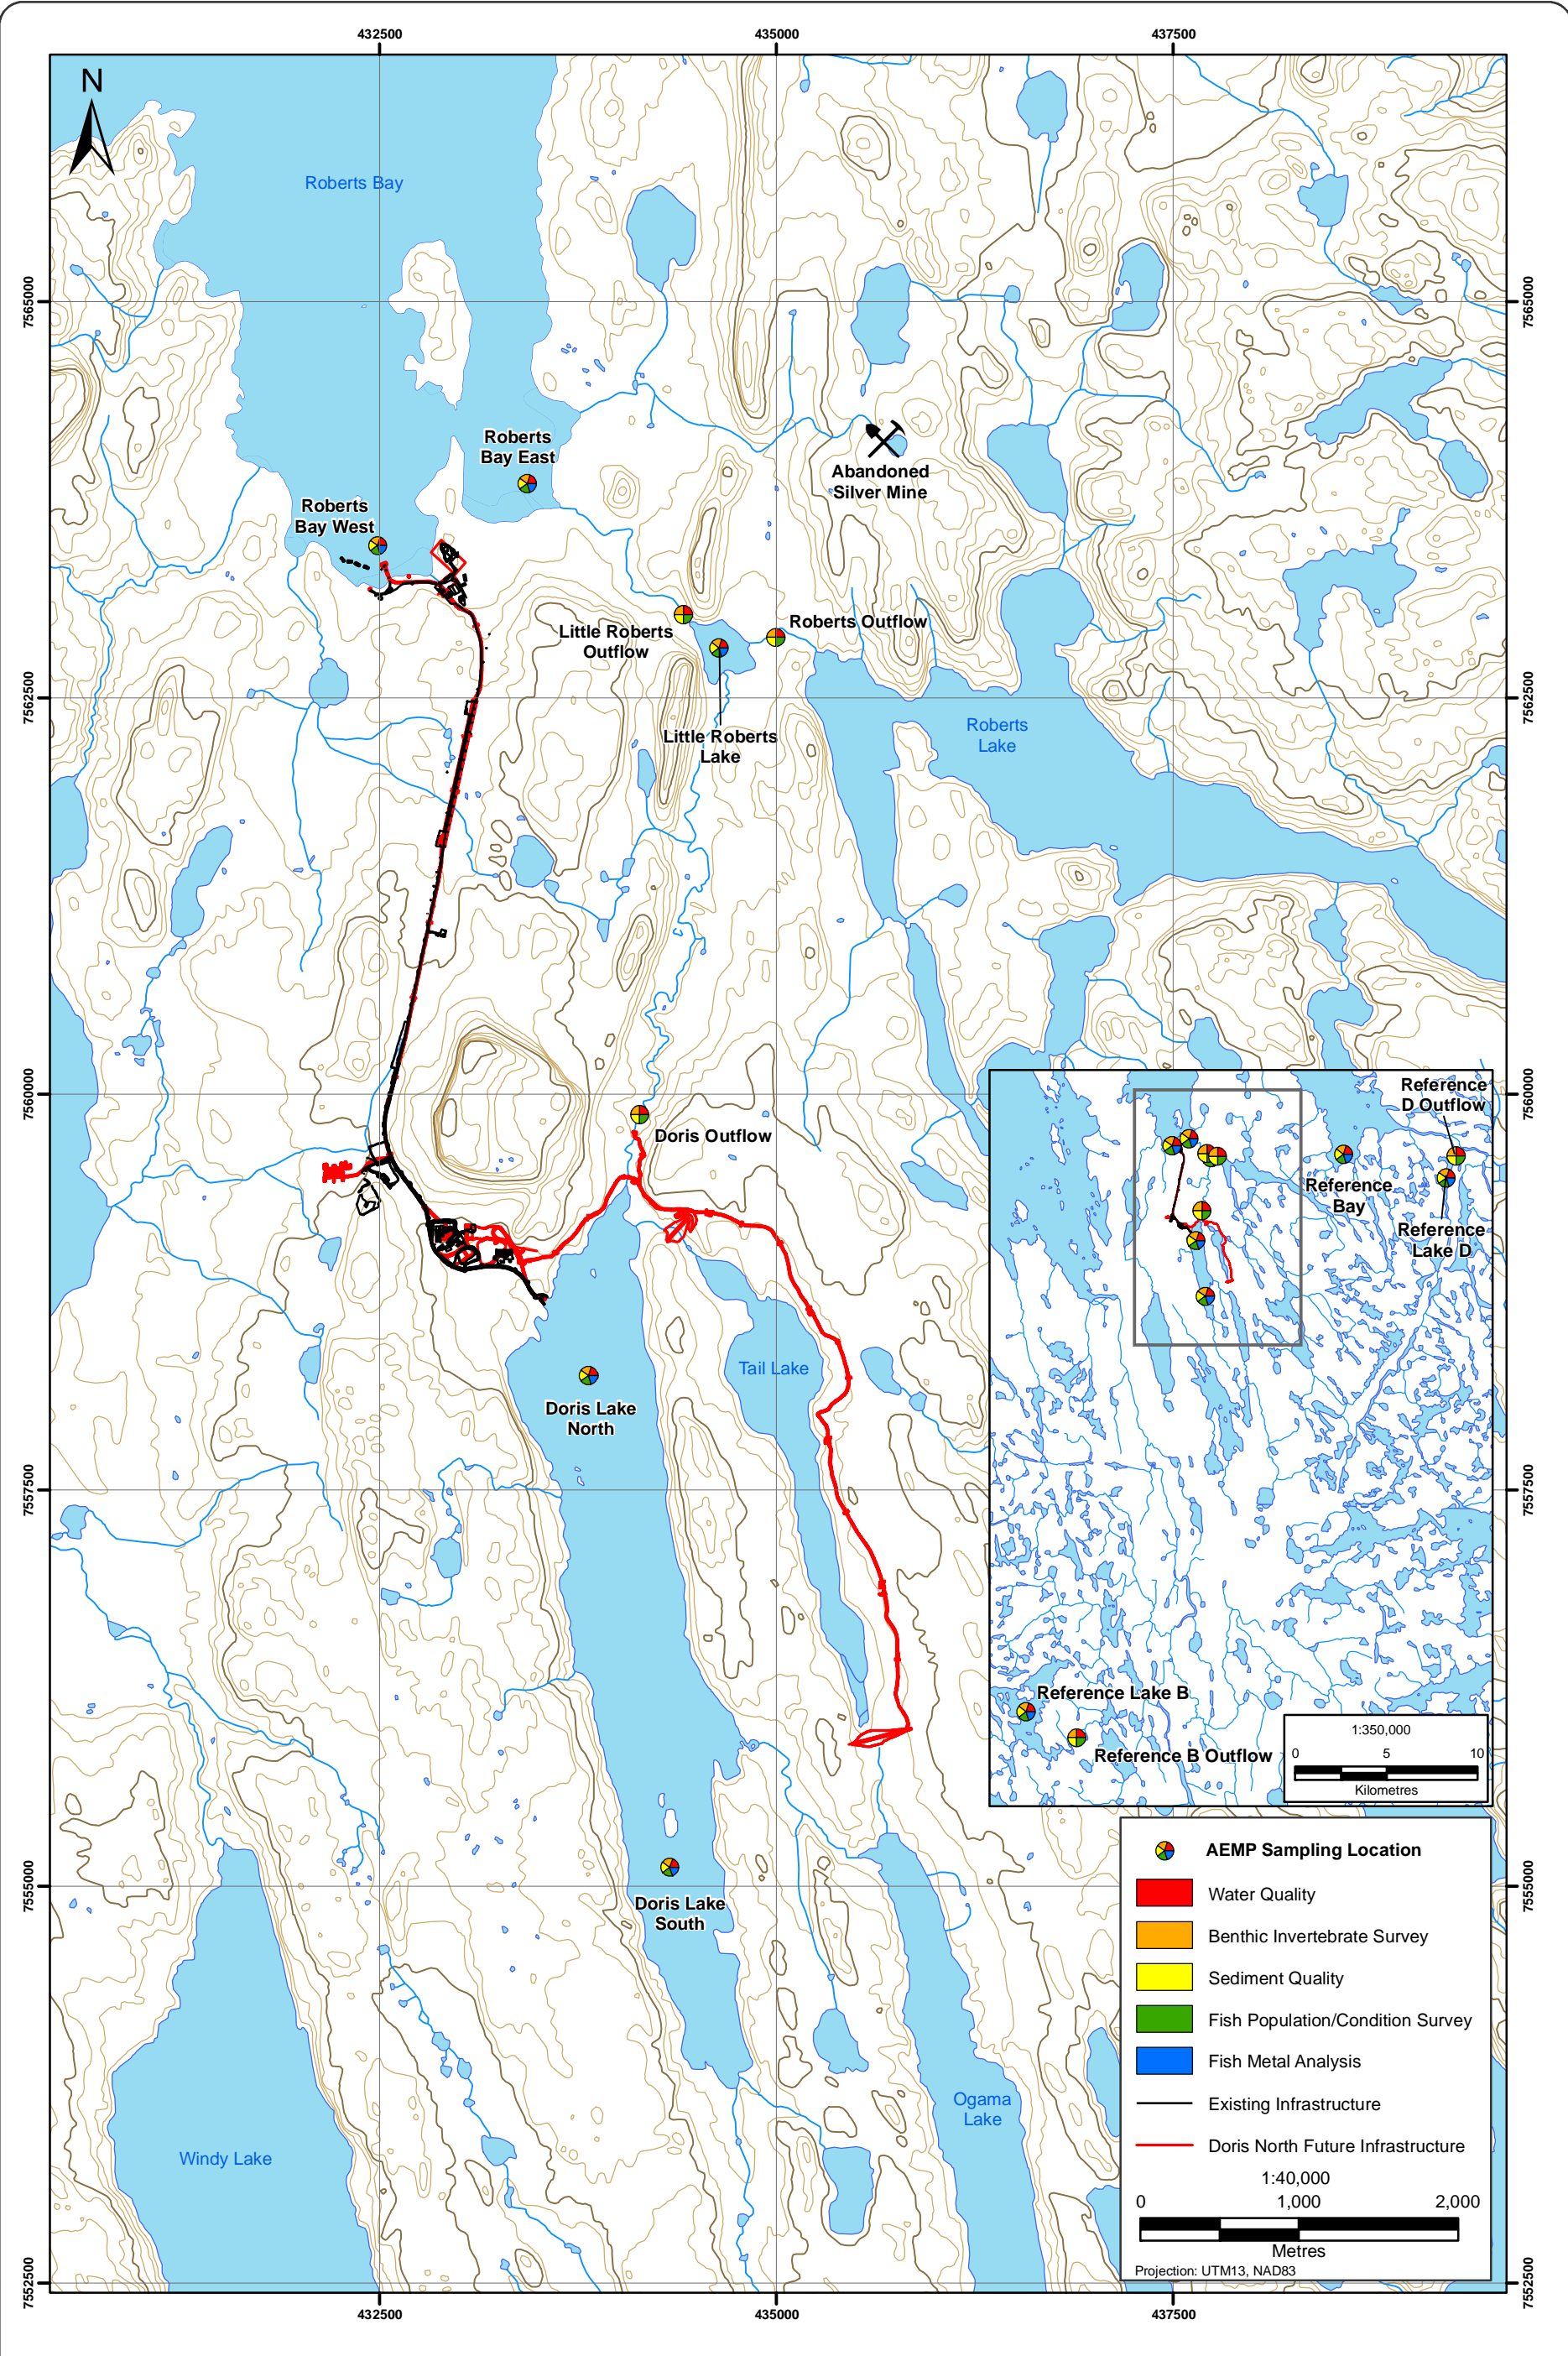 432500
435000
437500
N
Roberts Bay
7565000
7565000
Roberts
Bay East
Abandoned
Silver Mine
Roberts
Bay West
Roberts Outflow
Little Roberts
Outflow
7562500
7562500
Roberts
Lake
Little Roberts
Lake
7560000
7560000
Doris Outflow
Reference
D Outflow
Reference
Bay
Reference
Lake D
Tail Lake
Doris Lake
North
7557500
7557500
Reference Lake B
Reference B Outflow
1:350,000
0
5
10
Kilometres
7555000
7555000
Doris Lake
South
AEMP Sampling Location
Water Quality
Benthic Invertebrate Survey
Sediment Quality
Fish Population/Condition Survey
Fish Metal Analysis
Existing Infrastructure
Doris North Future Infrastructure
1:40,000
0
1,000
2,000
Metres
Projection: UTM13, NAD83
Ogama
Lake
Windy Lake
7552500
7552500
432500
435000
437500